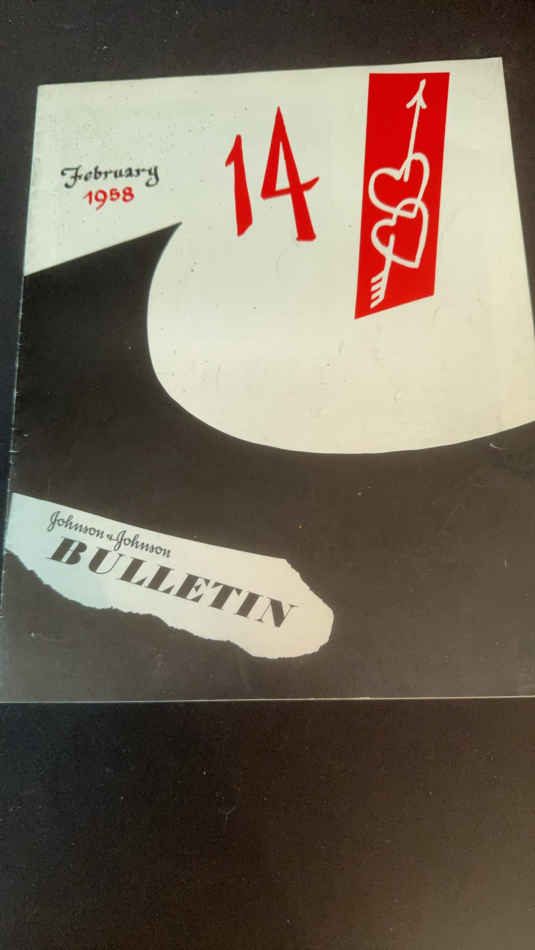 February
1958
14
Johnson & Johnson
BULLETIN